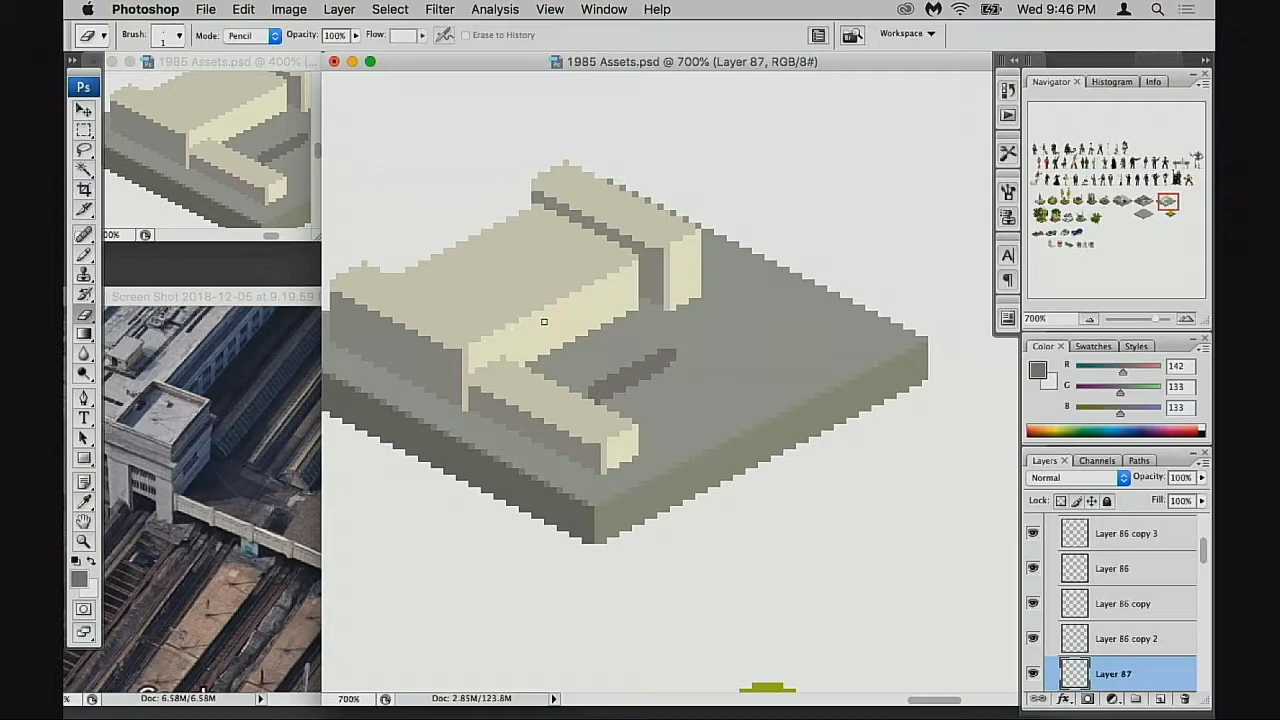 Photoshop File Edit Image Layer Select Filter Analysis View Window Help Wed 9:46 PM
Brush: 1 Mode: Pencil Opacity: 100% Flow: Erase to History Workspace
1985 Assets.psd @ 400% (...
1985 Assets.psd @ 700% (Layer 87, RGB/8#)
Ps
Navigator Histogram Info
00%
Screen Shot 2018-12-06 at 9.19.59
700%
Color Swatches Styles
R 142
G 133
B 133
Layers Channels Paths
Normal Opacity: 100%
Lock: Fill: 100%
Layer 86 copy 3
Layer 86
Layer 86 copy
Layer 86 copy 2
Layer 87
% Doc: 6.58M/6.58M
700% Doc: 2.85M/123.8M